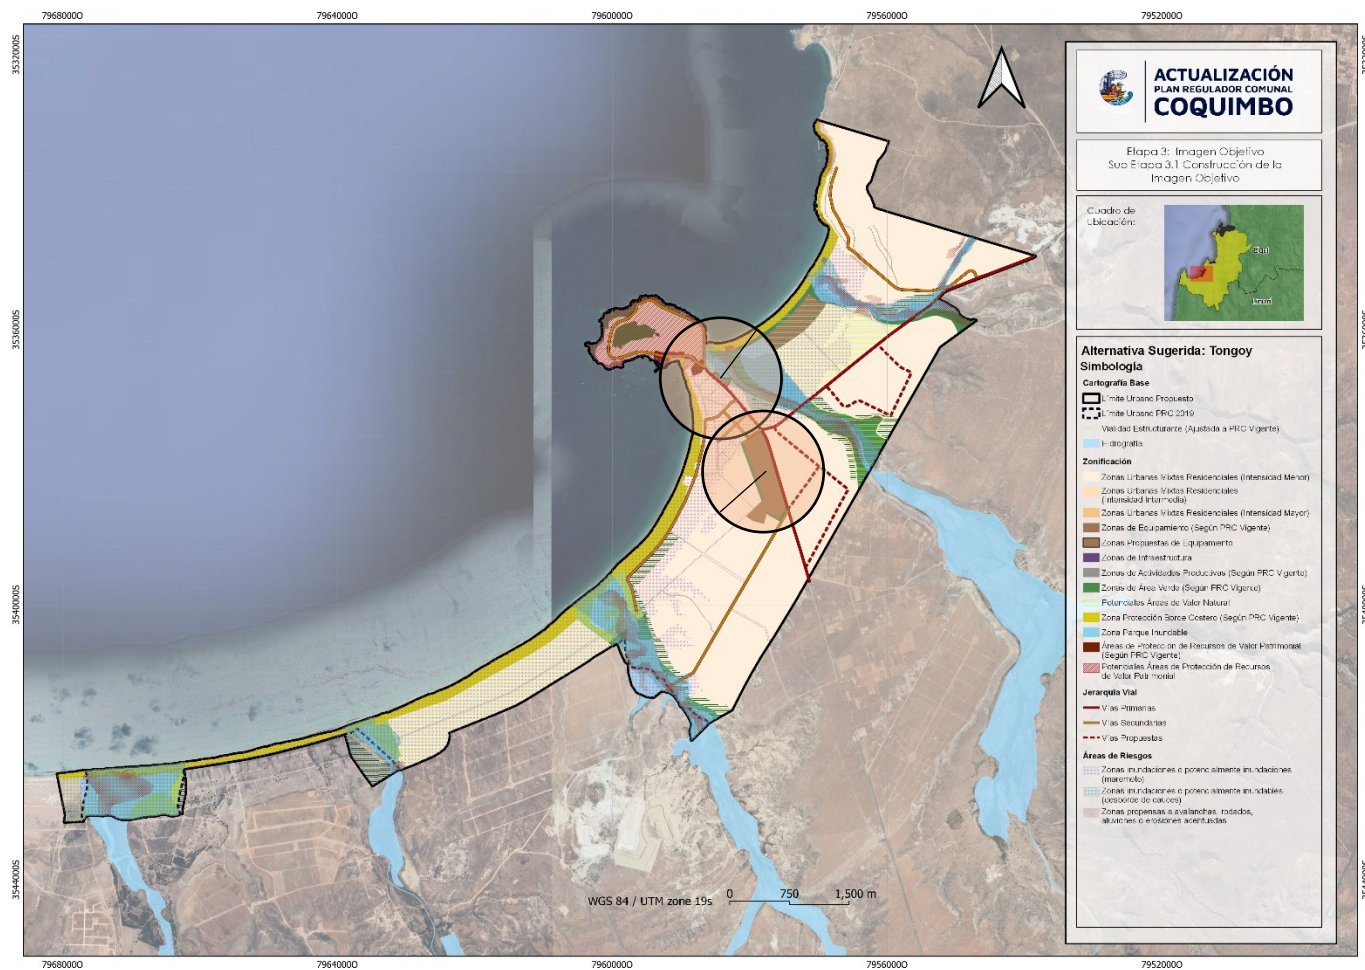 79680000 79640000 79600000 79560000 79520000
3532000S
3536000S
3540000S
3544000S
ACTUALIZACIÓN
PLAN REGULADOR COMUNAL
COQUIMBO
Etapa 3: Imagen Objetivo
Sub Etapa 3.1 Construcción de la
Imagen Objetivo
Cuadro de
ubicación:
Elqui
Limarí
Alternativa Sugerida: Tongoy
Simbología
Cartografía Base
Límite Urbano Propuesto
Límite Urbano PRC 2019
Vialidad Estructurante (Ajustada a PRC Vigente)
Hidrografía
Zonificación
Zonas Urbanas Mixtas Residenciales (Intensidad Menor)
Zonas Urbanas Mixtas Residenciales
(Intensidad Intermedia)
Zonas Urbanas Mixtas Residenciales (Intensidad Mayor)
Zonas de Equipamiento (Según PRC Vigente)
Zonas Propuestas de Equipamiento
Zonas de Infraestructura
Zonas de Actividades Productivas (Según PRC Vigente)
Zonas de Área Verde (Según PRC Vigente)
Potenciales Áreas de Valor Natural
Zona Protección Borde Costero (Según PRC Vigente)
Zona Parque Inundable
Áreas de Protección de Recursos de Valor Patrimonial
(Según PRC Vigente)
Potenciales Áreas de Protección de Recursos
de Valor Patrimonial
Jerarquía Vial
Vías Primarias
Vías Secundarias
Vías Propuestas
Áreas de Riesgos
Zonas inundaciones o potencialmente inundaciones
(maremoto)
Zonas inundaciones o potencialmente inundables
(desborde de cauces)
Zonas propensas a avalanchas, rodados,
aluviones o erosiones acentuadas
WGS 84 / UTM zone 19s
0 750 1,500 m
79680000 79640000 79600000 79560000 79520000